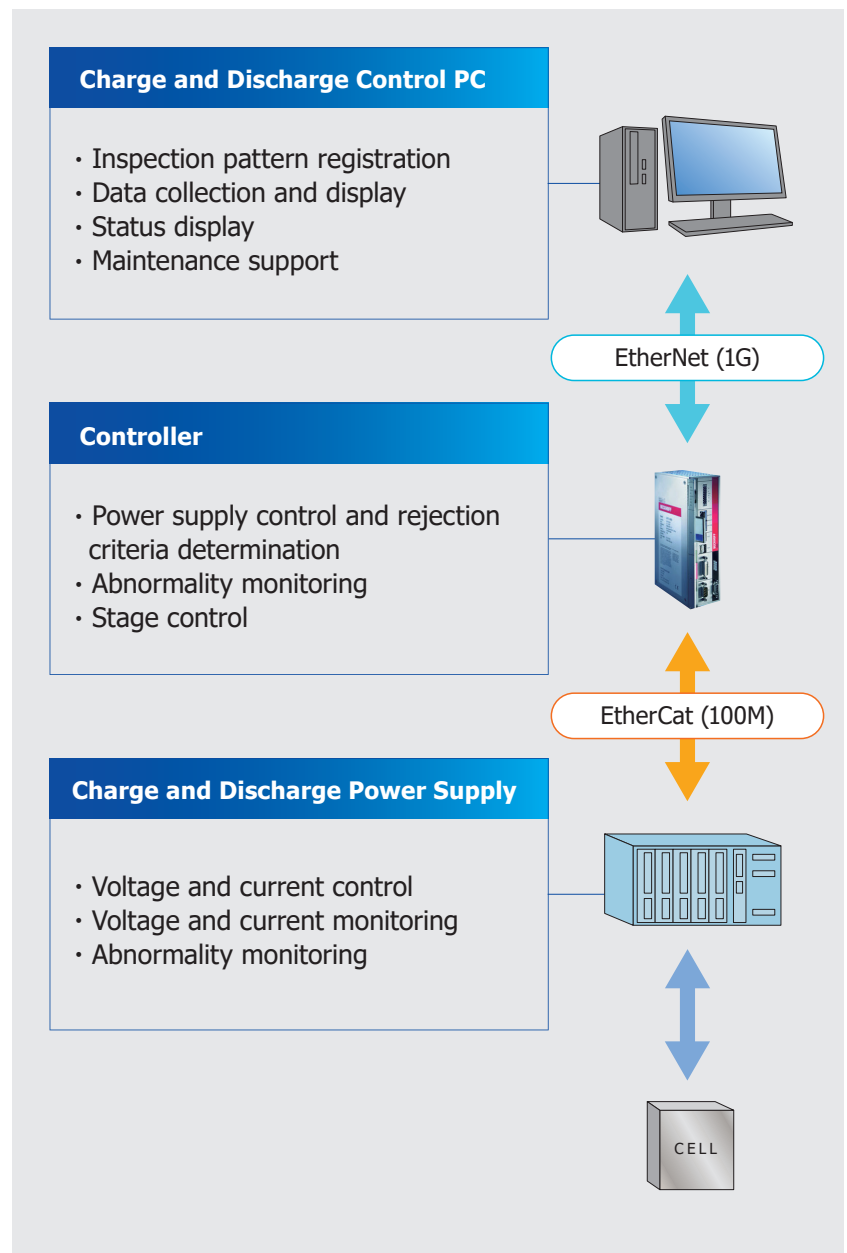 Charge and Discharge Control PC
・Inspection pattern registration
・Data collection and display
・Status display
・Maintenance support
EtherNet (1G)
Controller
・Power supply control and rejection
criteria determination
・Abnormality monitoring
・Stage control
EtherCat (100M)
Charge and Discharge Power Supply
・Voltage and current control
・Voltage and current monitoring
・Abnormality monitoring
CELL